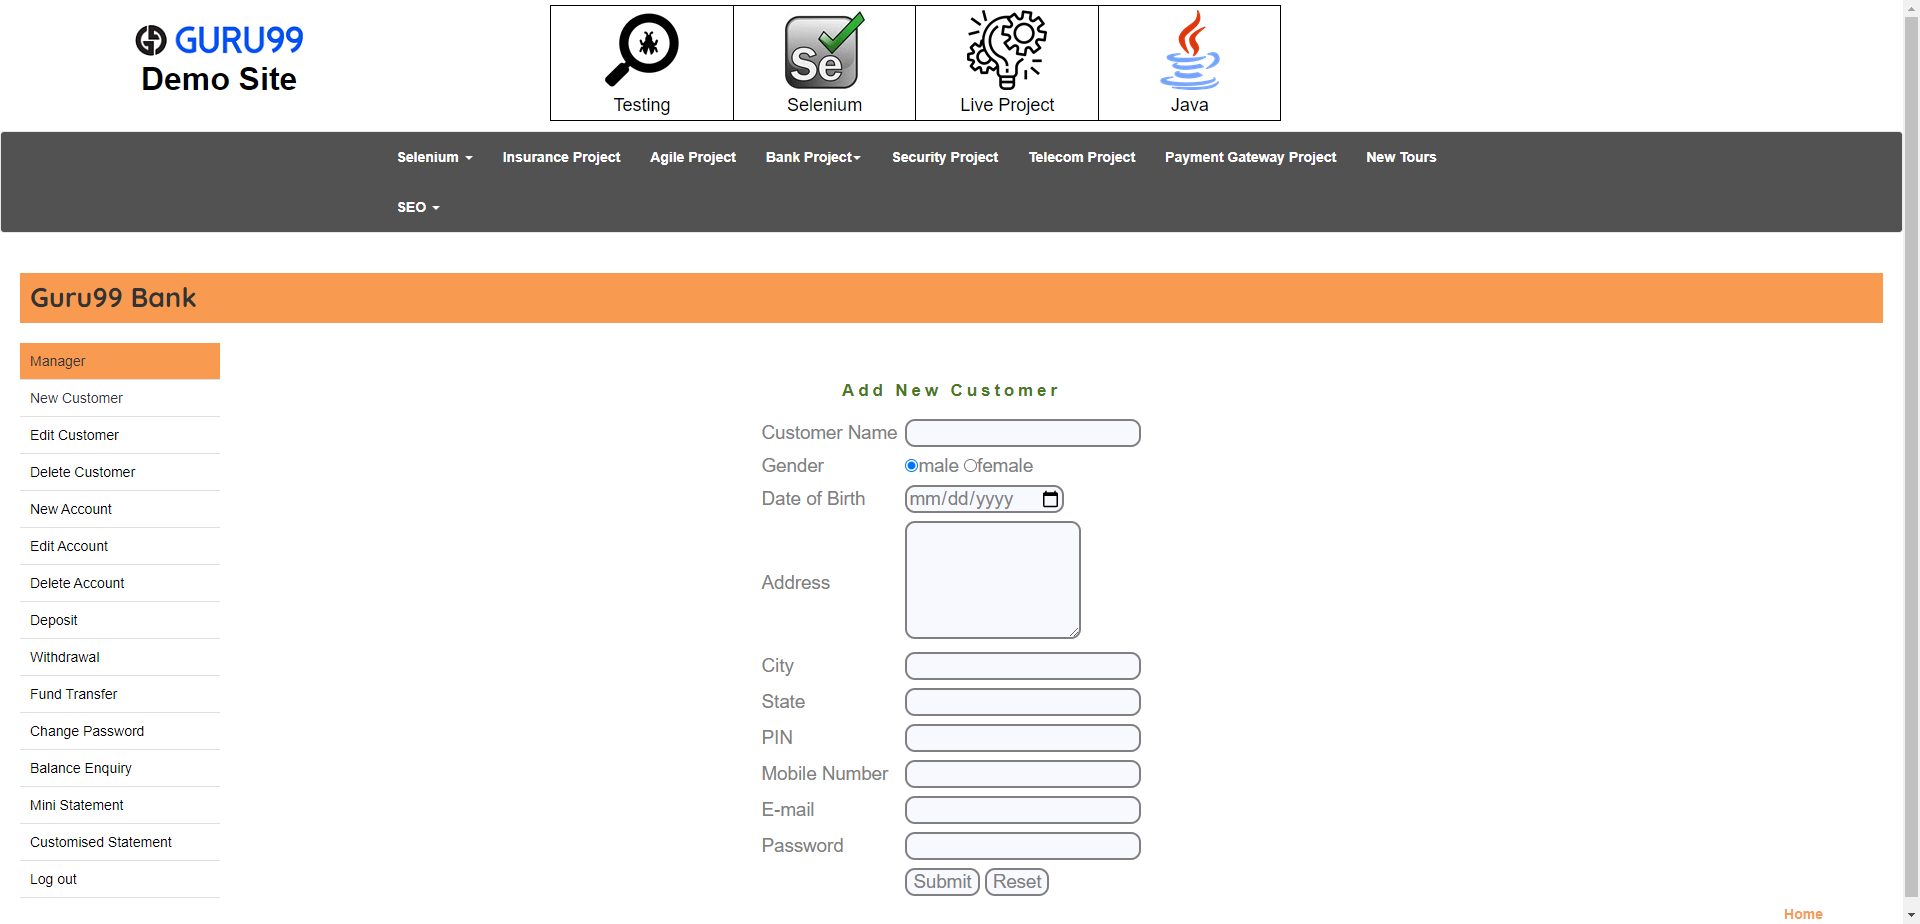 GURU99
Demo Site
Testing
Se
Selenium
Live Project
Java
Selenium
Insurance Project
Agile Project
Bank Project
Security Project
Telecom Project
Payment Gateway Project
New Tours
SEO
Guru99 Bank
Manager
New Customer
Edit Customer
Delete Customer
New Account
Edit Account
Delete Account
Deposit
Withdrawal
Fund Transfer
Change Password
Balance Enquiry
Mini Statement
Customised Statement
Log out
Add New Customer
Customer Name
Gender male female
Date of Birth mm/dd/yyyy
Address
City
State
PIN
Mobile Number
E-mail
Password
Submit Reset
Home